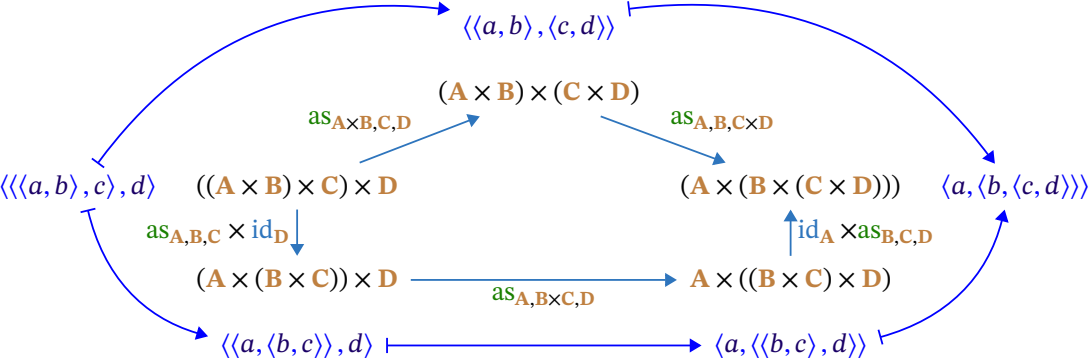 ⟨⟨a, b⟩ , ⟨c, d⟩⟩
(A × B) × (C × D)
as_{A×B,C,D} as_{A,B,C×D}
⟨⟨⟨a, b⟩ , c⟩ , d⟩ ((A × B) × C) × D (A × (B × (C × D))) ⟨a, ⟨b, ⟨c, d⟩⟩⟩
as_{A,B,C} × id_D id_A ×as_{B,C,D}
(A × (B × C)) × D A × ((B × C) × D)
as_{A,B×C,D}
⟨⟨a, ⟨b, c⟩⟩ , d⟩ ⟨a, ⟨⟨b, c⟩ , d⟩⟩